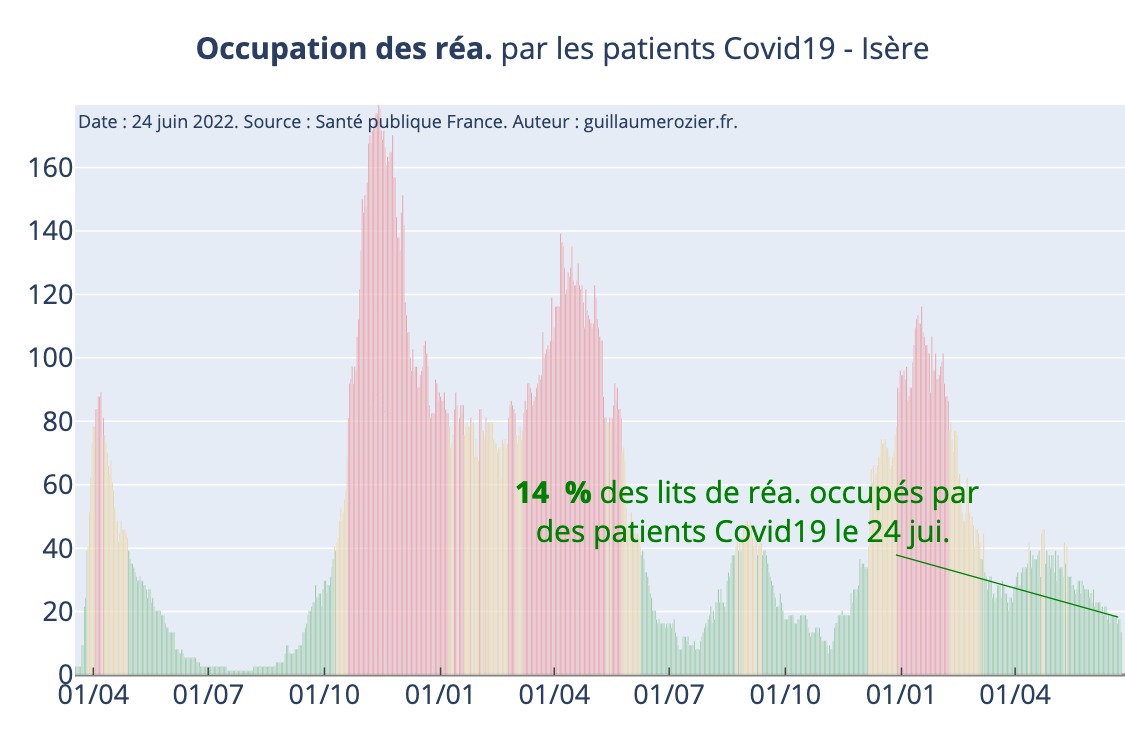 Occupation des réa. par les patients Covid19 - Isère
Date : 24 juin 2022. Source : Santé publique France. Auteur : guillaumerozier.fr.
160
140
120
100
80
60
40
20
0
14 % des lits de réa. occupés par
des patients Covid19 le 24 jui.
01/04 01/07 01/10 01/01 01/04 01/07 01/10 01/01 01/04